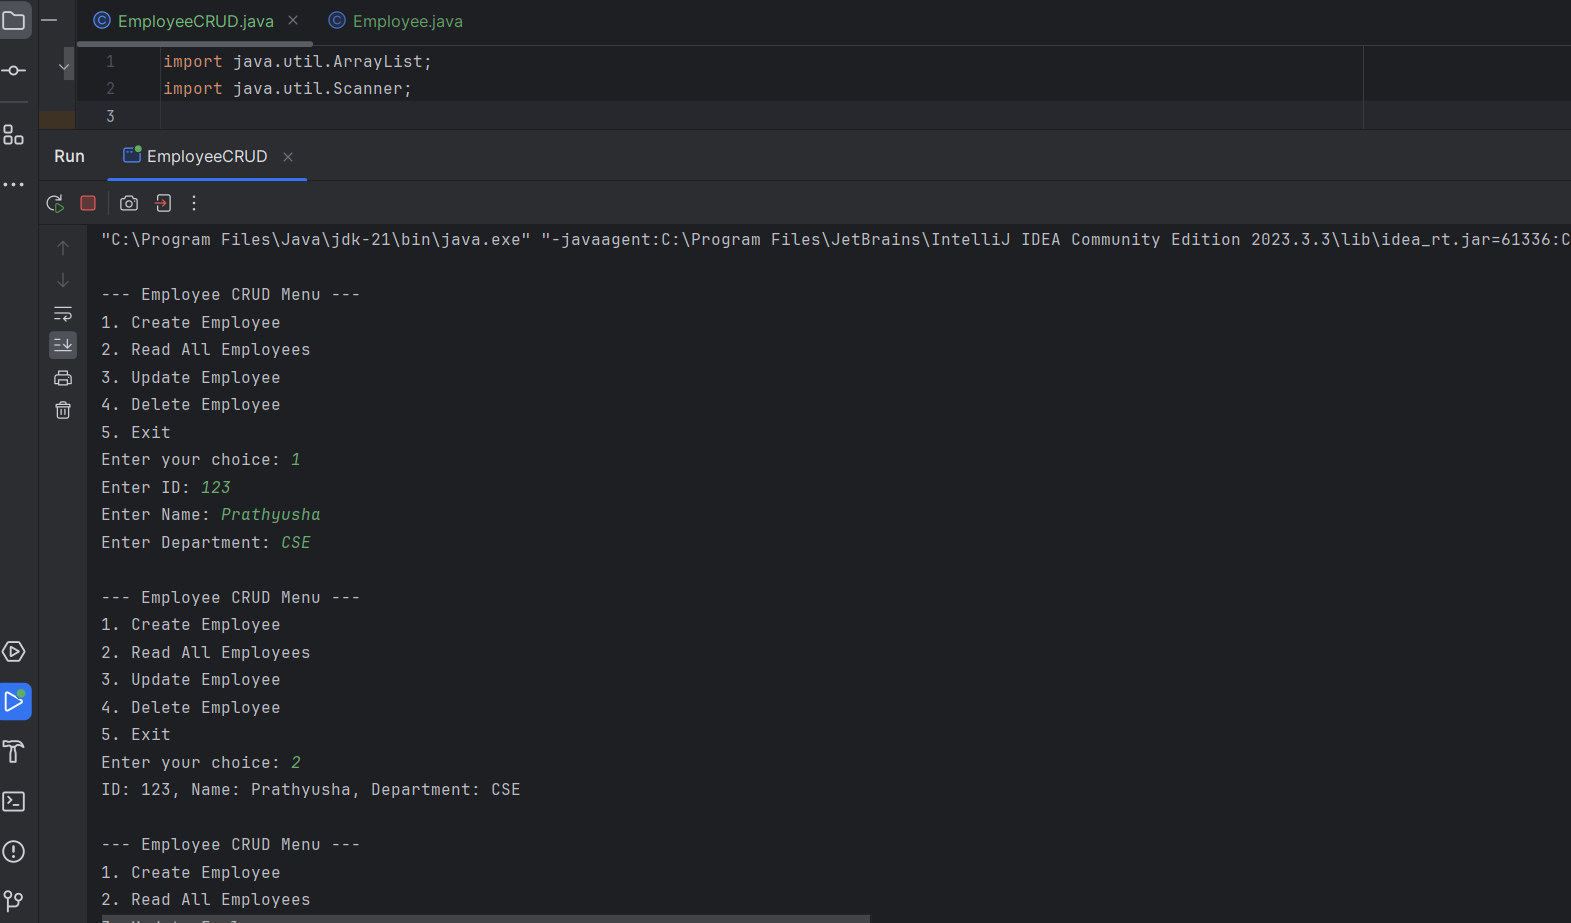 EmployeeCRUD.java
Employee.java
1 import java.util.ArrayList;
2 import java.util.Scanner;
3
Run
EmployeeCRUD
"C:\Program Files\Java\jdk-21\bin\java.exe" "-javaagent:C:\Program Files\JetBrains\IntelliJ IDEA Community Edition 2023.3.3\lib\idea_rt.jar=61336:C
--- Employee CRUD Menu ---
1. Create Employee
2. Read All Employees
3. Update Employee
4. Delete Employee
5. Exit
Enter your choice: 1
Enter ID: 123
Enter Name: Prathyusha
Enter Department: CSE
--- Employee CRUD Menu ---
1. Create Employee
2. Read All Employees
3. Update Employee
4. Delete Employee
5. Exit
Enter your choice: 2
ID: 123, Name: Prathyusha, Department: CSE
--- Employee CRUD Menu ---
1. Create Employee
2. Read All Employees